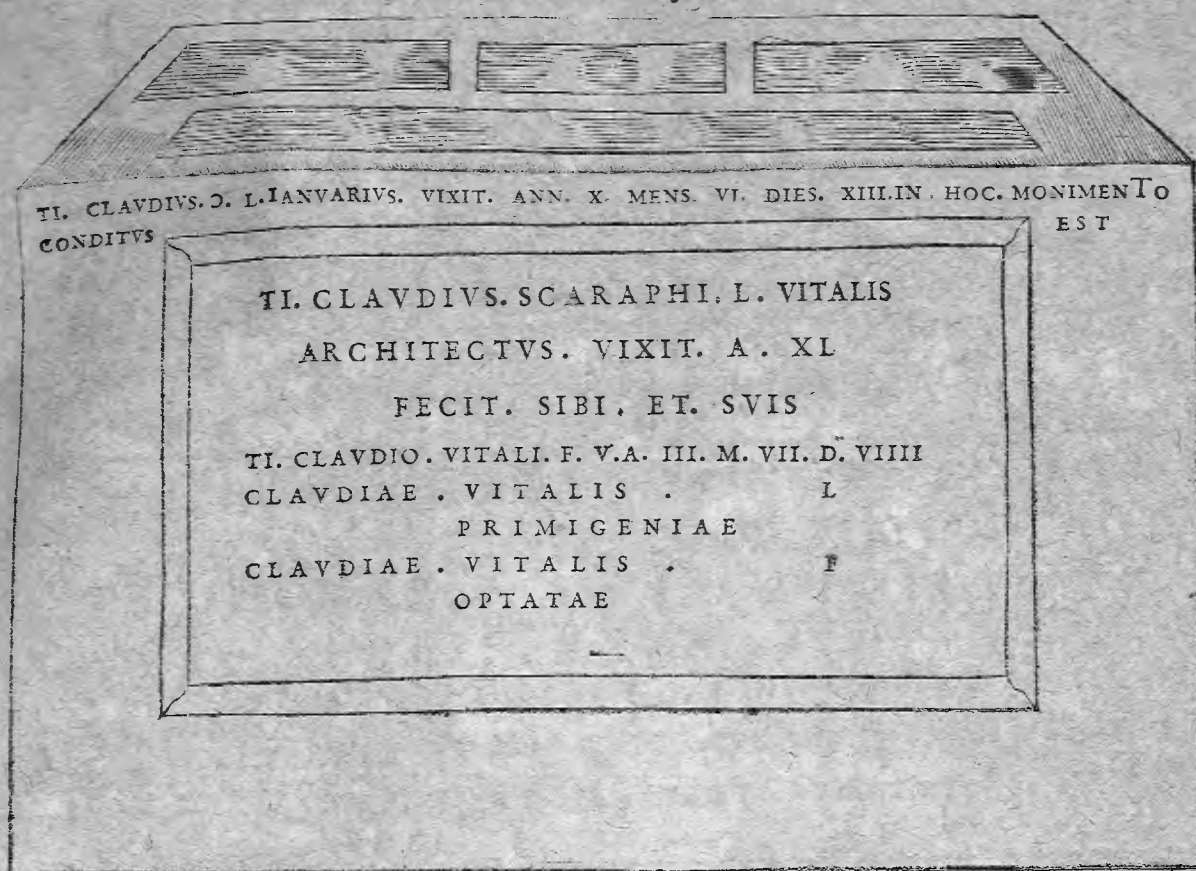 TI. CLAVDIVS. Ɔ. L. IANVARIVS. VIXIT. ANN. X. MENS. VI. DIES. XIII. IN. HOC. MONIMENTO
CONDITVS EST
TI. CLAVDIVS. SCARAPHI. L. VITALIS
ARCHITECTVS. VIXIT. A. XL
FECIT. SIBI. ET. SVIS
TI. CLAVDIO. VITALI. F. V. A. III. M. VII. D. VIIII
CLAVDIAE. VITALIS. L
PRIMIGENIAE
CLAVDIAE. VITALIS. F
OPTATAE